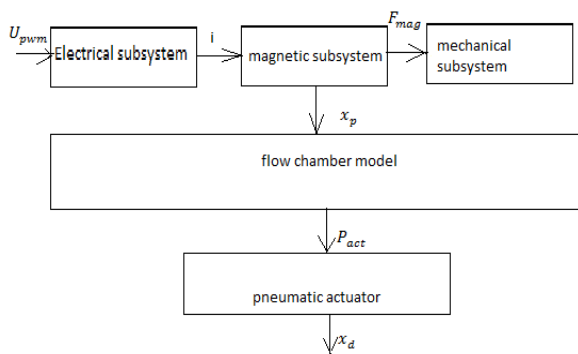 U_pwm
Electrical subsystem
i
magnetic subsystem
F_mag
mechanical
subsystem
x_p
flow chamber model
P_act
pneumatic actuator
x_d